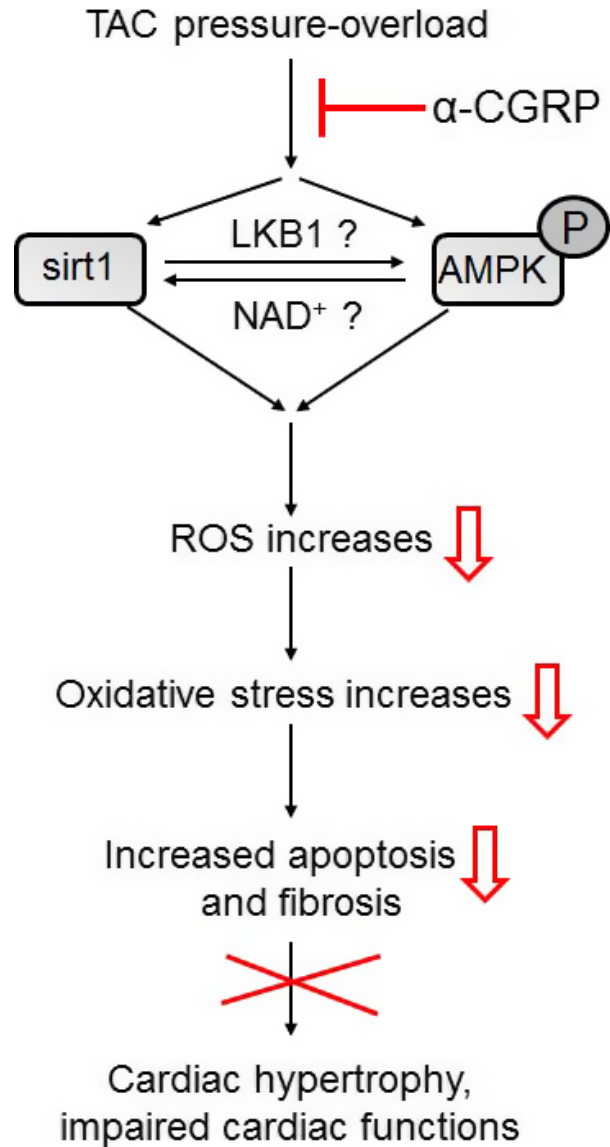 TAC pressure-overload
α-CGRP
LKB1 ?
P
sirt1
AMPK
NAD⁺ ?
ROS increases
Oxidative stress increases
Increased apoptosis
and fibrosis
Cardiac hypertrophy,
impaired cardiac functions